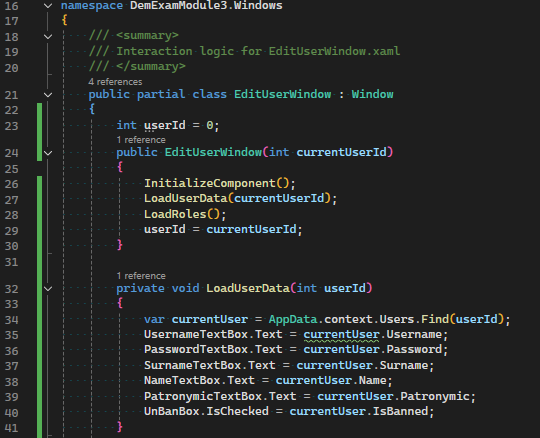 16 namespace DemExamModule3.Windows
17 {
18 /// <summary>
19 /// Interaction logic for EditUserWindow.xaml
20 /// </summary>
4 references
21 public partial class EditUserWindow : Window
22 {
23 int userId = 0;
1 reference
24 public EditUserWindow(int currentUserId)
25 {
26 InitializeComponent();
27 LoadUserData(currentUserId);
28 LoadRoles();
29 userId = currentUserId;
30 }
31
1 reference
32 private void LoadUserData(int userId)
33 {
34 var currentUser = AppData.context.Users.Find(userId);
35 UsernameTextBox.Text = currentUser.Username;
36 PasswordTextBox.Text = currentUser.Password;
37 SurnameTextBox.Text = currentUser.Surname;
38 NameTextBox.Text = currentUser.Name;
39 PatronymicTextBox.Text = currentUser.Patronymic;
40 UnBanBox.IsChecked = currentUser.IsBanned;
41 }